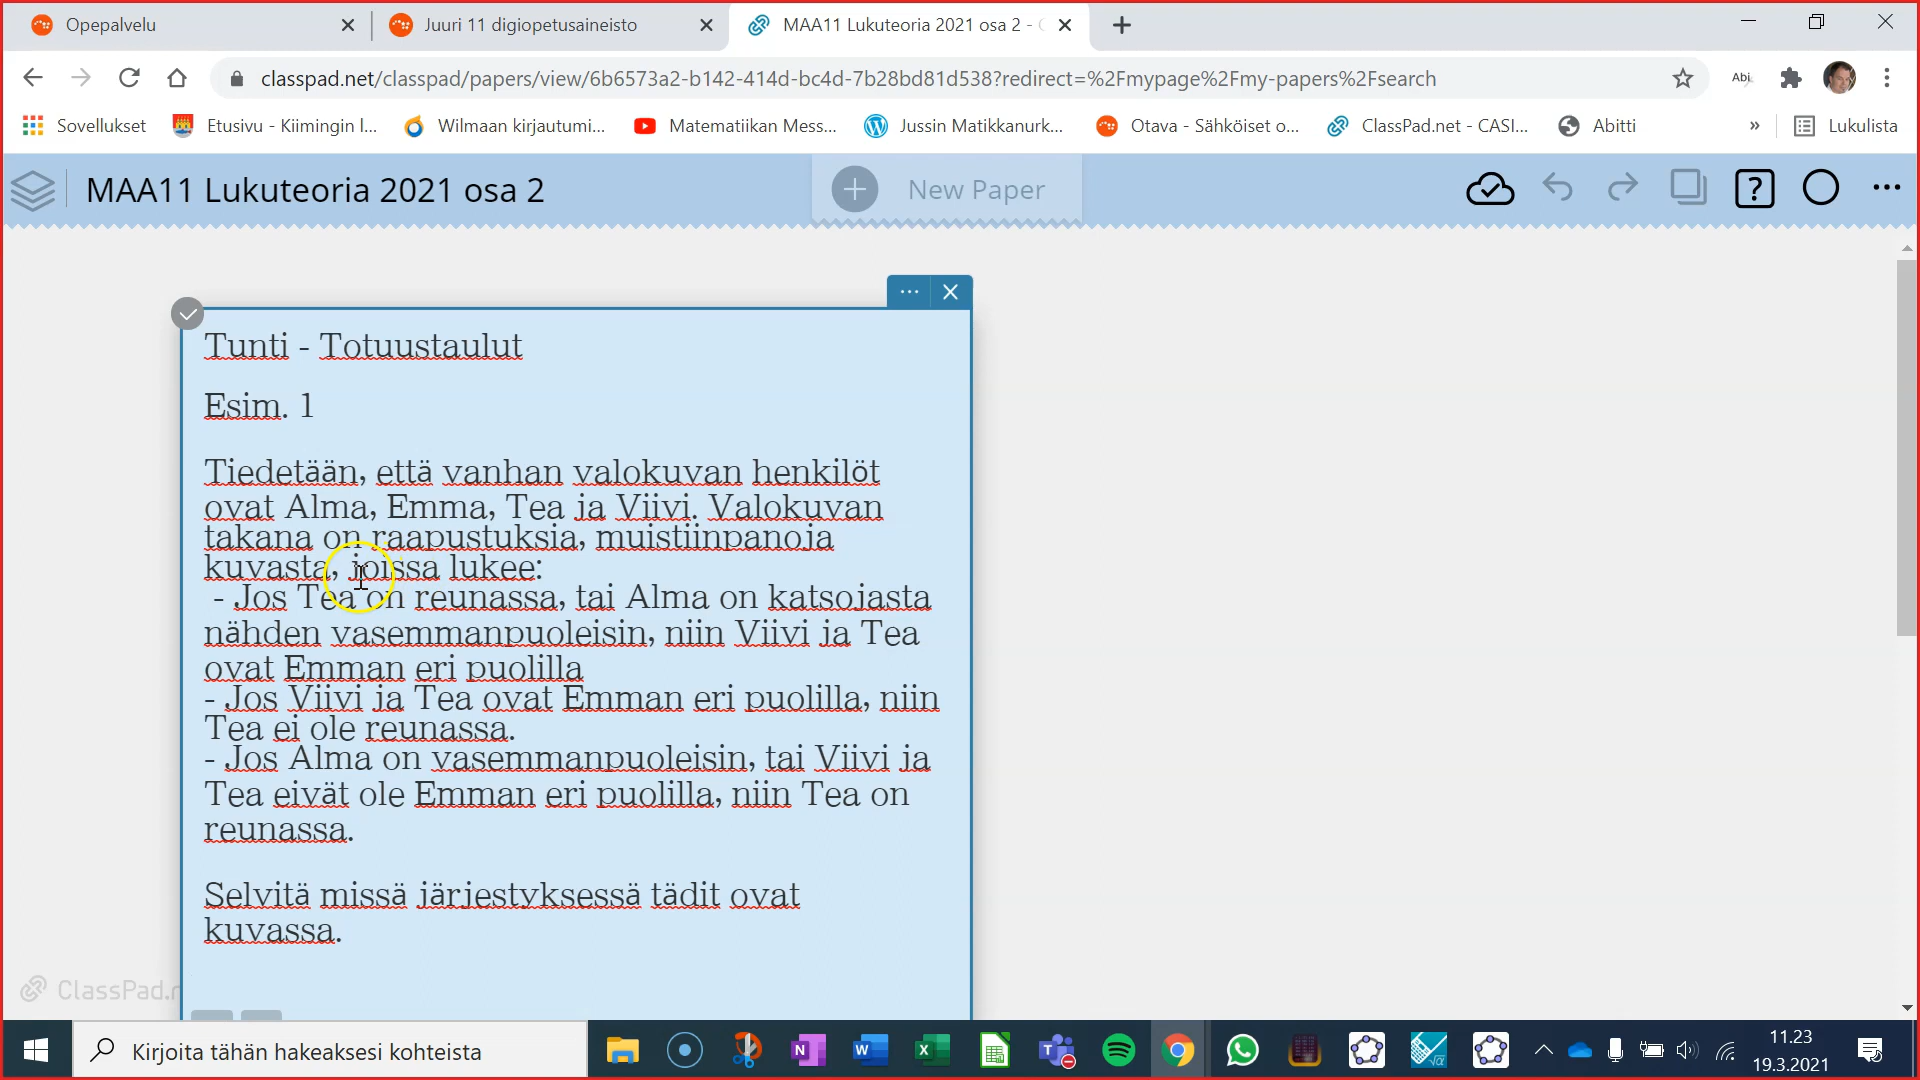 Opepalvelu
Juuri 11 digiopetusaineisto
MAA11 Lukuteoria 2021 osa 2 -
classpad.net/classpad/papers/view/6b6573a2-b142-414d-bc4d-7b28bd81d538?redirect=%2Fmypage%2Fmy-papers%2Fsearch
Abi
Sovellukset
Etusivu - Kiimingin l...
Wilmaan kirjautumi...
Matematiikan Mess...
Jussin Matikkanurk...
Otava - Sähköiset o...
ClassPad.net - CASI...
Abitti
»
Lukulista
MAA11 Lukuteoria 2021 osa 2
New Paper
Tunti - Totuustaulut
Esim. 1
Tiedetään, että vanhan valokuvan henkilöt
ovat Alma, Emma, Tea ja Viivi. Valokuvan
takana on raapustuksia, muistiinpanoja
kuvasta, joissa lukee:
- Jos Tea on reunassa, tai Alma on katsojasta
nähden vasemmanpuoleisin, niin Viivi ja Tea
ovat Emman eri puolilla
- Jos Viivi ja Tea ovat Emman eri puolilla, niin
Tea ei ole reunassa.
- Jos Alma on vasemmanpuoleisin, tai Viivi ja
Tea eivät ole Emman eri puolilla, niin Tea on
reunassa.
Selvitä missä järjestyksessä tädit ovat
kuvassa.
Kirjoita tähän hakeaksesi kohteista
11.23
19.3.2021